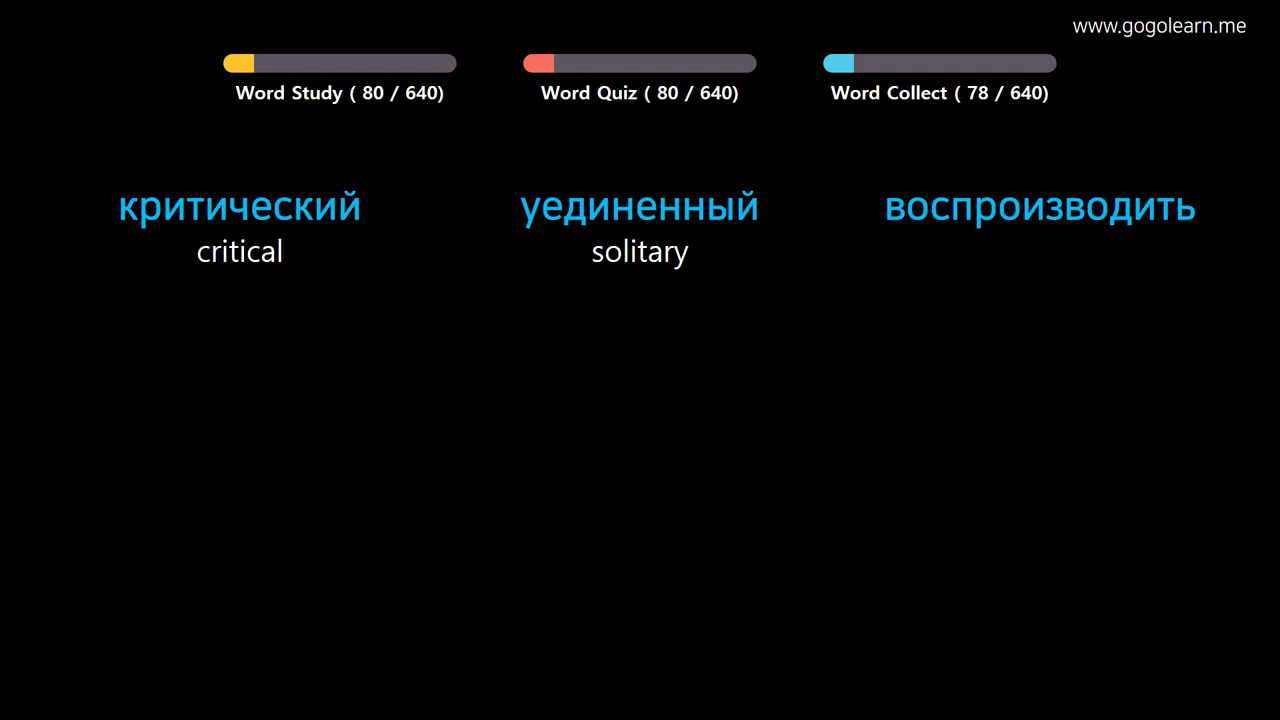 www.gogolearn.me
Word Study ( 80 / 640)
Word Quiz ( 80 / 640)
Word Collect ( 78 / 640)
критический
critical
уединенный
solitary
воспроизводить